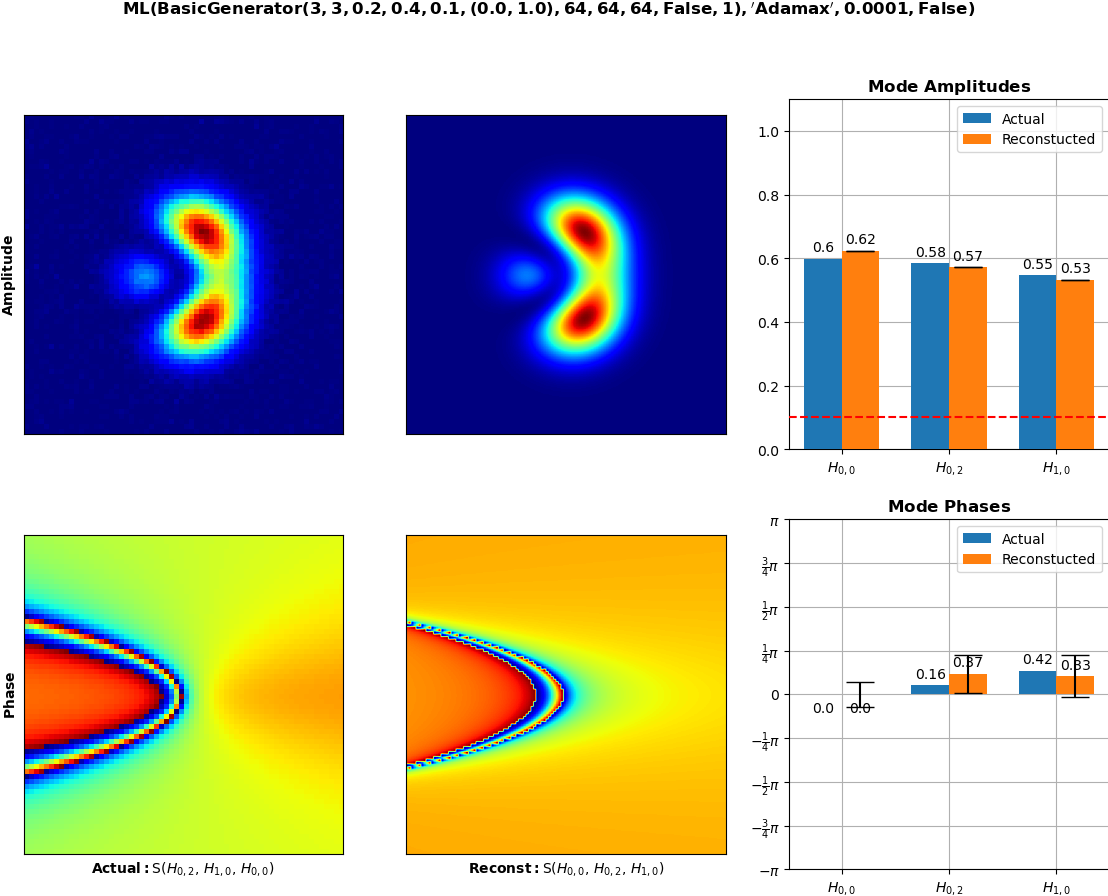 ML(BasicGenerator(3, 3, 0.2, 0.4, 0.1, (0.0, 1.0), 64, 64, 64, False, 1), ′Adamax′, 0.0001, False)
Amplitude
Mode Amplitudes
Actual
Reconstucted
1.0
0.8
0.6
0.4
0.2
0.0
0.6
0.62
0.58
0.57
0.55
0.53
H0,0
H0,2
H1,0
Phase
Actual: S(H0,2, H1,0, H0,0)
Reconst: S(H0,0, H0,2, H1,0)
Mode Phases
Actual
Reconstucted
π
3/4π
1/2π
1/4π
0
−1/4π
−1/2π
−3/4π
−π
0.0
0.0
0.16
0.37
0.42
0.33
H0,0
H0,2
H1,0